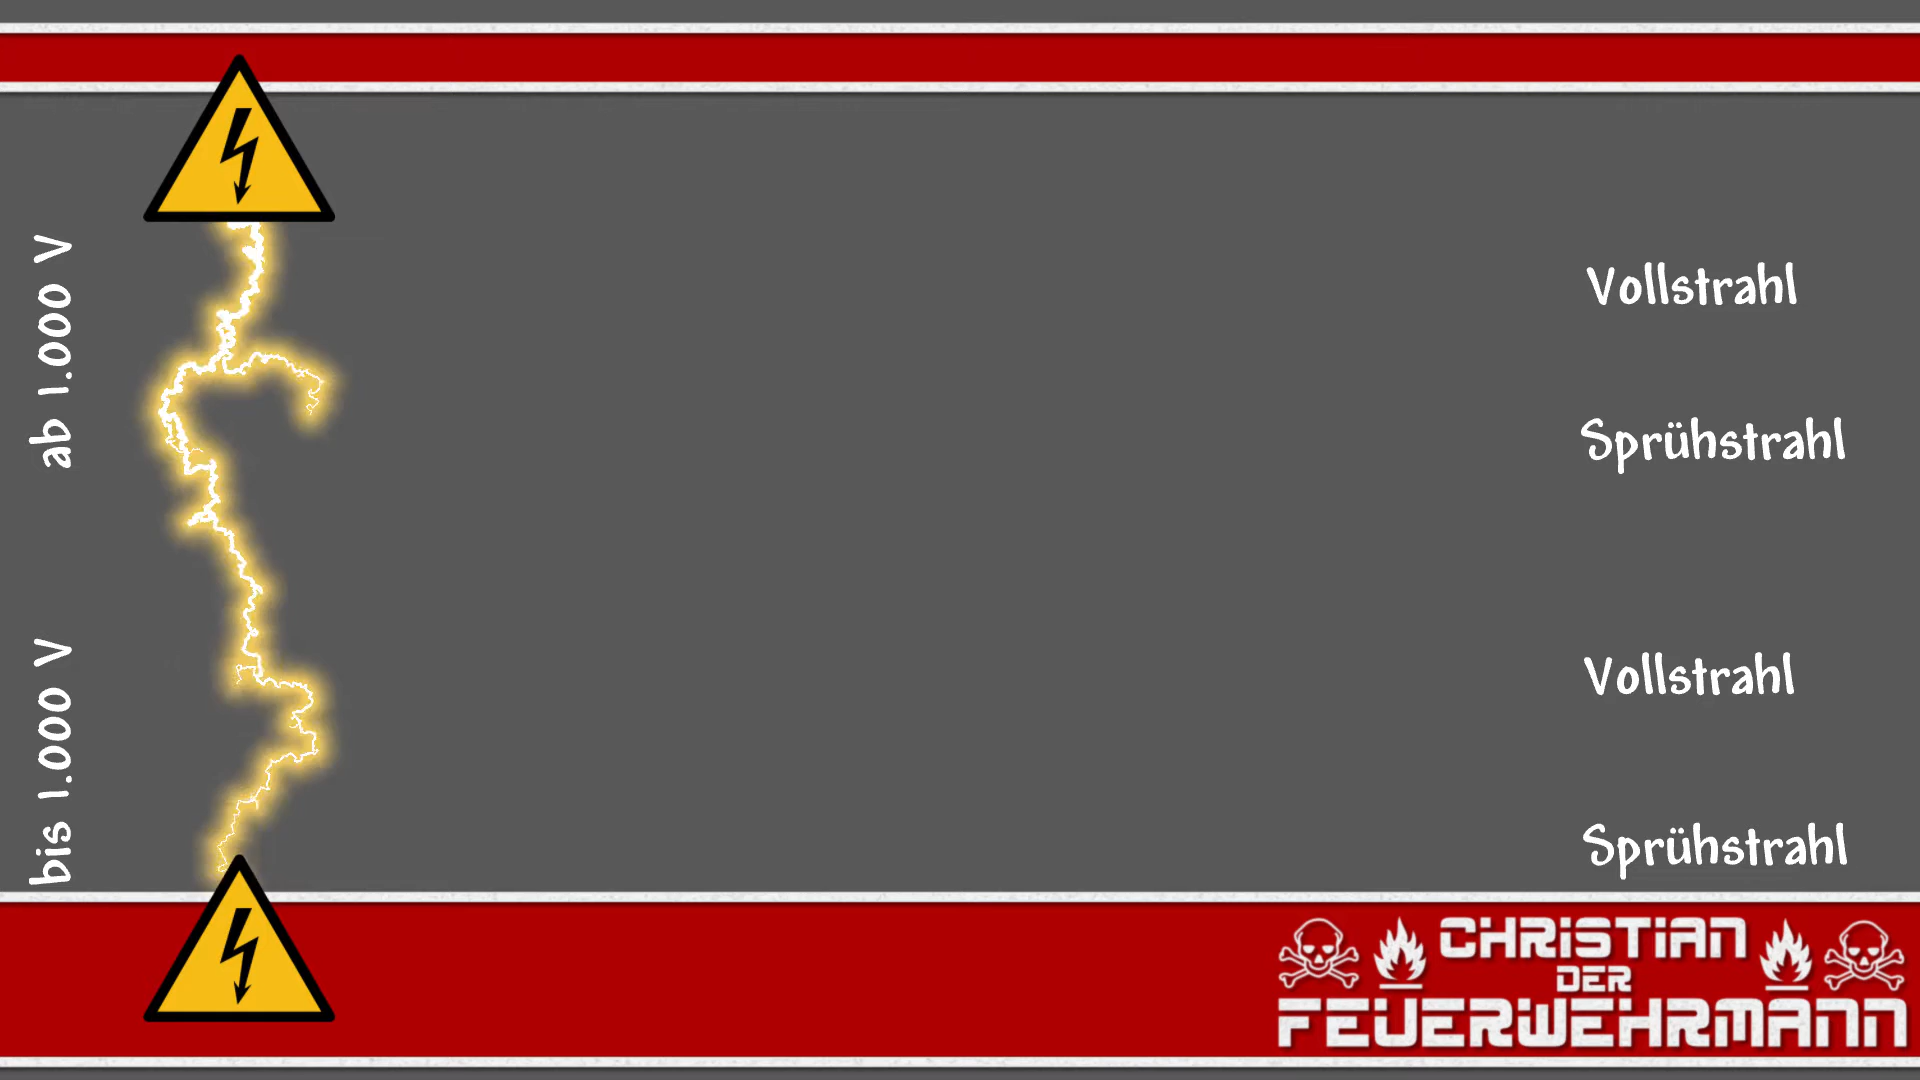 ab 1.000 V
Vollstrahl
Sprühstrahl
bis 1.000 V
Vollstrahl
Sprühstrahl
CHRISTIAN
DER
FEUERWEHRMANN